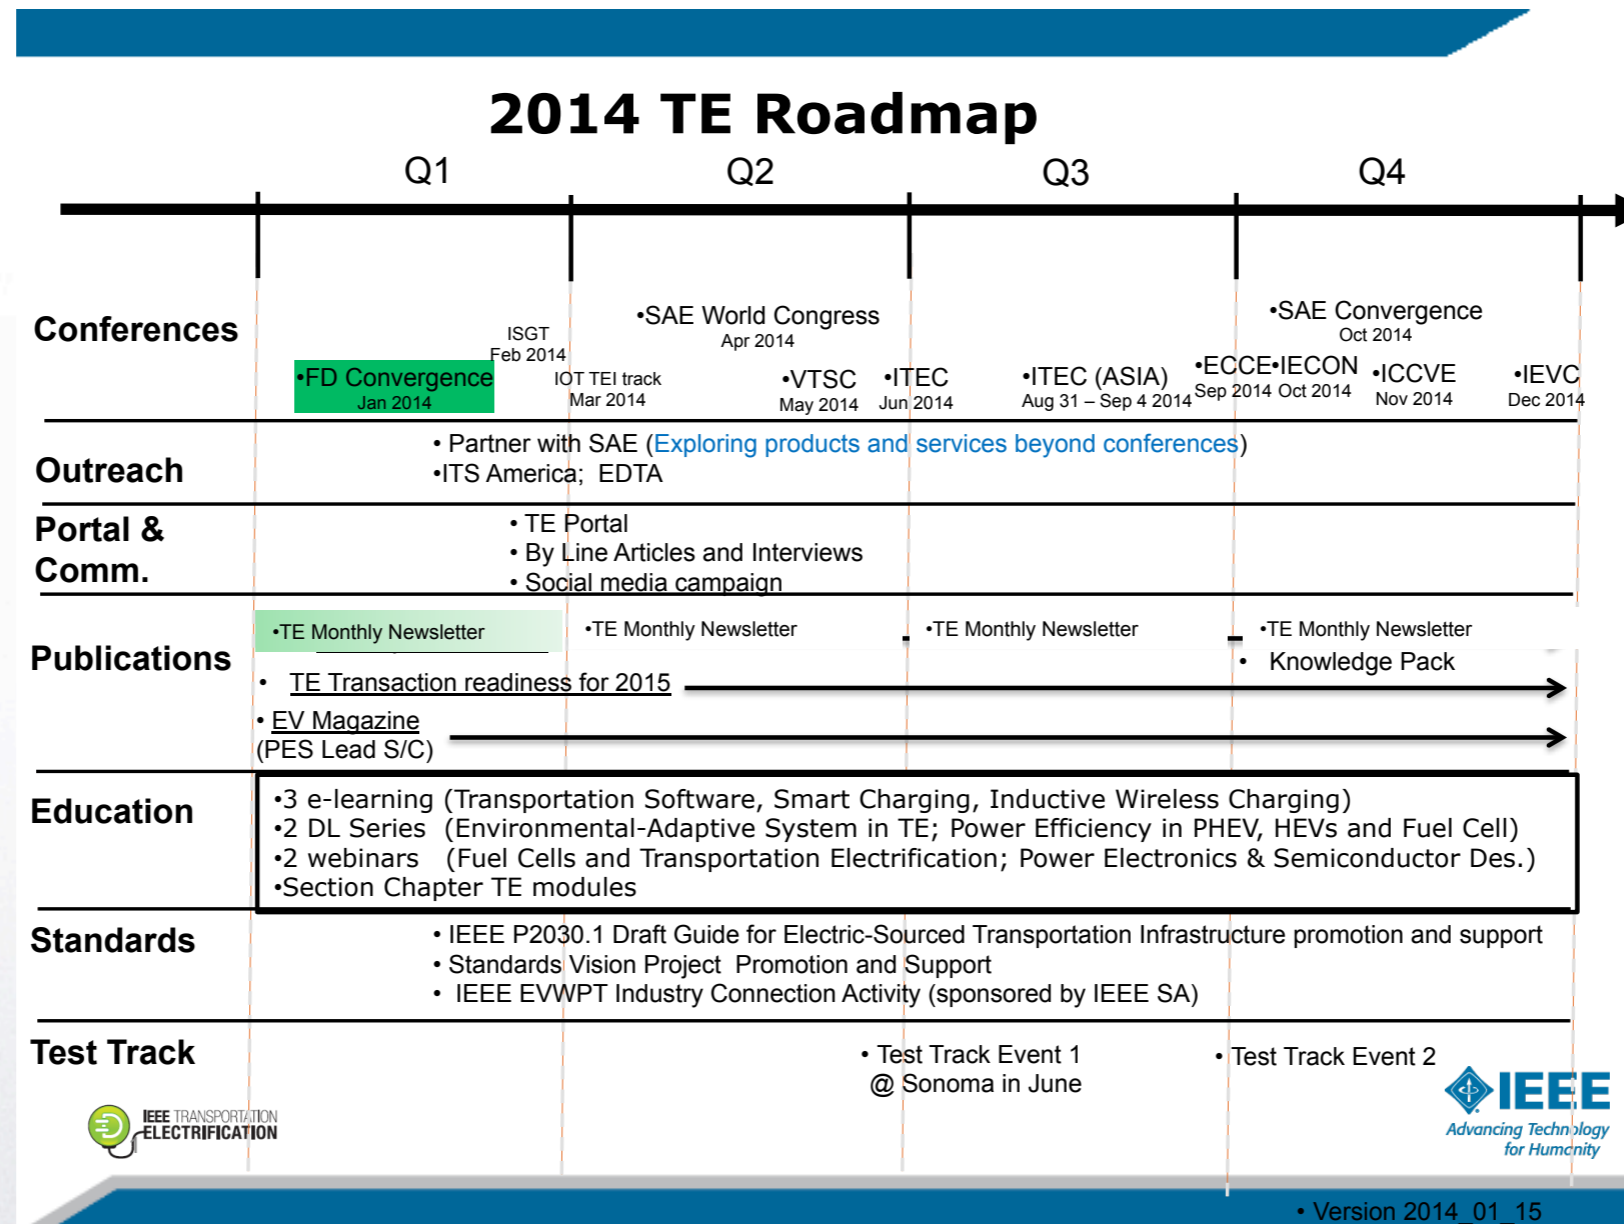 2014 TE Roadmap
Q1 Q2 Q3 Q4
Conferences
•SAE World Congress
Apr 2014
•SAE Convergence
Oct 2014
ISGT
Feb 2014
•FD Convergence
Jan 2014
IOT TEI track
Mar 2014
•VTSC
May 2014
•ITEC
Jun 2014
•ITEC (ASIA)
Aug 31 – Sep 4 2014
•ECCE
Sep 2014
•IECON
Oct 2014
•ICCVE
Nov 2014
•IEVC
Dec 2014
Outreach
• Partner with SAE (Exploring products and services beyond conferences)
•ITS America; EDTA
Portal &
Comm.
• TE Portal
• By Line Articles and Interviews
• Social media campaign
Publications
•TE Monthly Newsletter •TE Monthly Newsletter •TE Monthly Newsletter •TE Monthly Newsletter
• Knowledge Pack
• TE Transaction readiness for 2015
• EV Magazine
(PES Lead S/C)
Education
•3 e-learning (Transportation Software, Smart Charging, Inductive Wireless Charging)
•2 DL Series (Environmental-Adaptive System in TE; Power Efficiency in PHEV, HEVs and Fuel Cell)
•2 webinars (Fuel Cells and Transportation Electrification; Power Electronics & Semiconductor Des.)
•Section Chapter TE modules
Standards
• IEEE P2030.1 Draft Guide for Electric-Sourced Transportation Infrastructure promotion and support
• Standards Vision Project Promotion and Support
• IEEE EVWPT Industry Connection Activity (sponsored by IEEE SA)
Test Track
• Test Track Event 1
@ Sonoma in June
• Test Track Event 2
IEEE TRANSPORTATION
ELECTRIFICATION
IEEE
Advancing Technology
for Humanity
• Version 2014_01_15